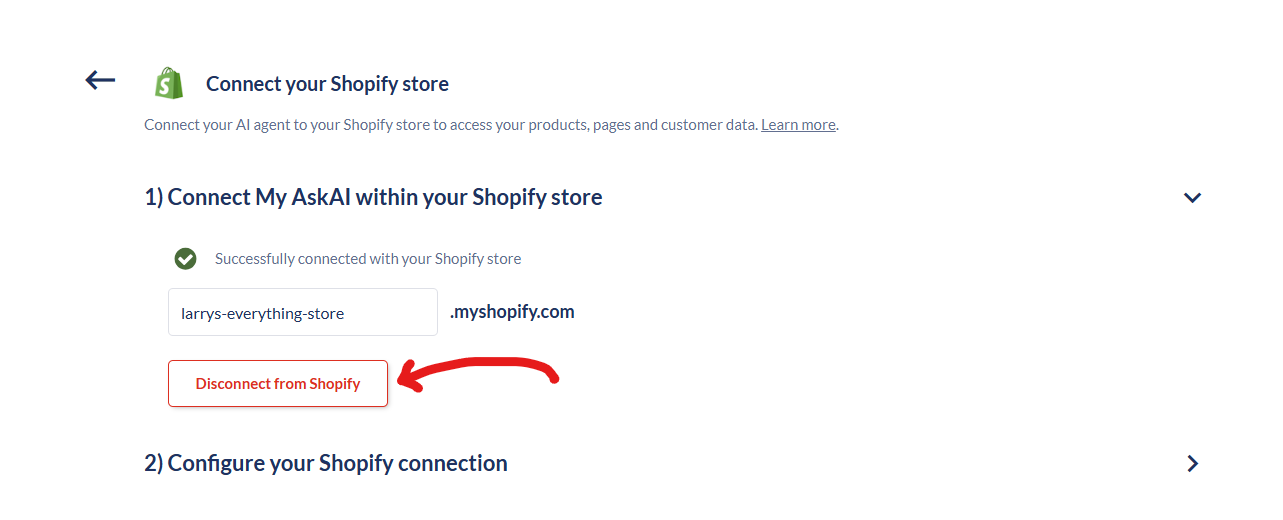 Connect your Shopify store
Connect your AI agent to your Shopify store to access your products, pages and customer data. Learn more.
1) Connect My AskAI within your Shopify store
Successfully connected with your Shopify store
larrys-everything-store .myshopify.com
Disconnect from Shopify
2) Configure your Shopify connection